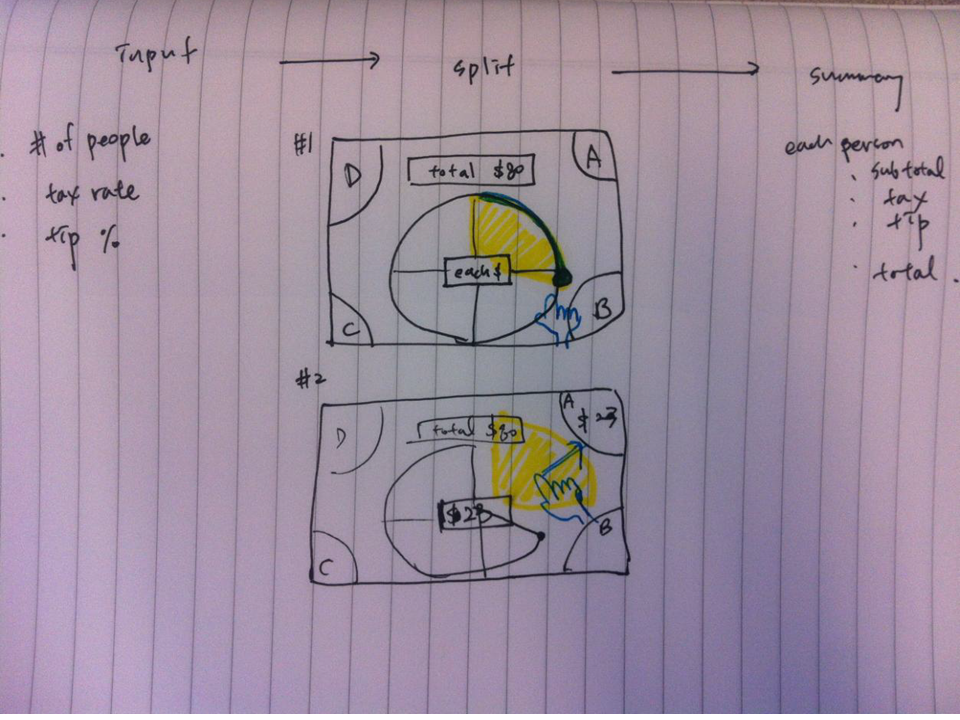 Input
split
summary
# of people
tax rate
tip %
#1
D
total $80
A
each $
C
B
each person
subtotal
tax
tip
total.
#2
D
total $80
A
$23
$23
C
B